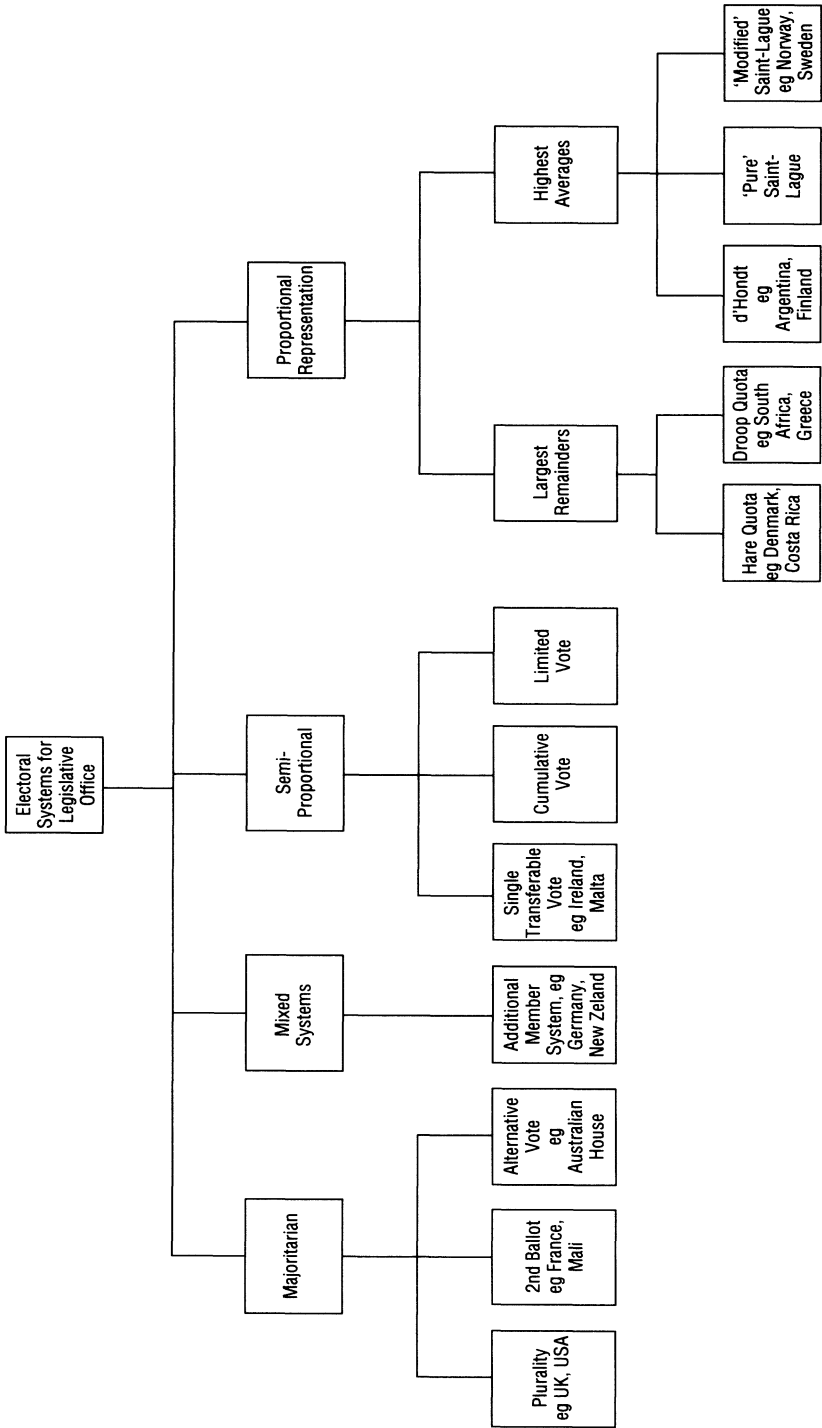 Electoral
Systems for
Legislative
Office
Majoritarian
Mixed
Systems
Semi-
Proportional
Proportional
Representation
Plurality
eg UK, USA
2nd Ballot
eg France,
Mali
Alternative
Vote
eg
Australian
House
Additional
Member
System, eg
Germany,
New Zeland
Single
Transferable
Vote
eg Ireland,
Malta
Cumulative
Vote
Limited
Vote
Largest
Remainders
Highest
Averages
Hare Quota
eg Denmark,
Costa Rica
Droop Quota
eg South
Africa,
Greece
d'Hondt
eg
Argentina,
Finland
'Pure'
Saint-
Lague
'Modified'
Saint-Lague
eg Norway,
Sweden